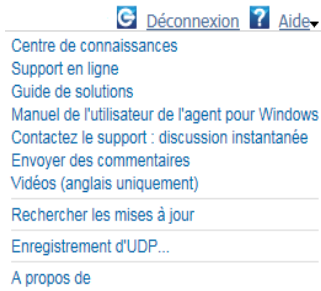 Déconnexion ? Aide
Centre de connaissances
Support en ligne
Guide de solutions
Manuel de l'utilisateur de l'agent pour Windows
Contactez le support : discussion instantanée
Envoyer des commentaires
Vidéos (anglais uniquement)
Rechercher les mises à jour
Enregistrement d'UDP...
A propos de